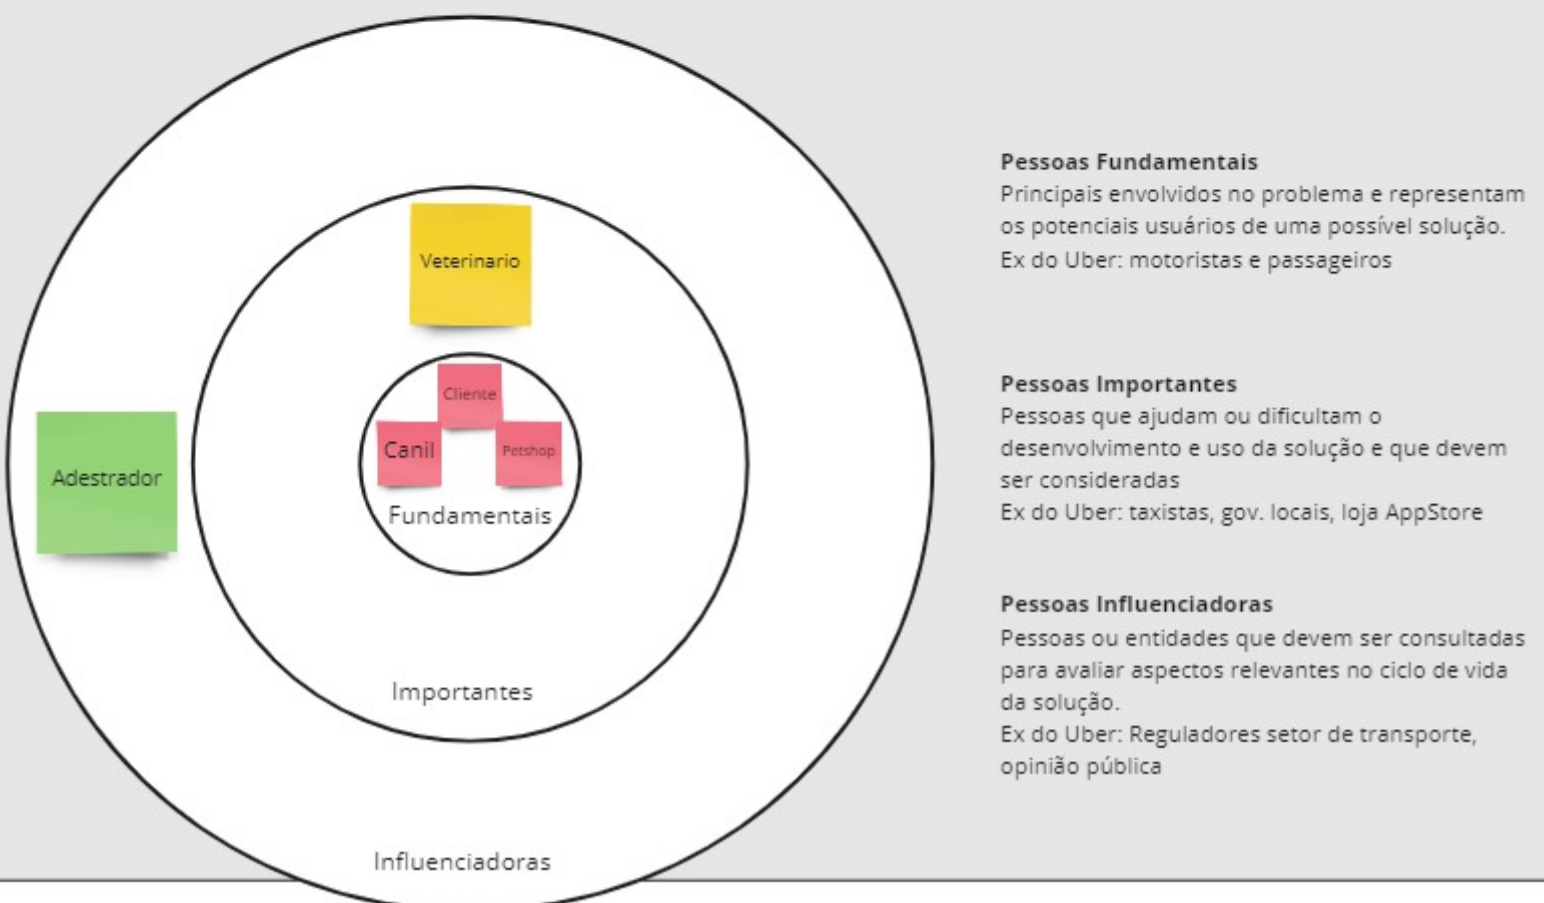 Veterinario
Cliente
Canil
Petshop
Adestrador
Fundamentais
Importantes
Influenciadoras
Pessoas Fundamentais
Principais envolvidos no problema e representam
os potenciais usuários de uma possível solução.
Ex do Uber: motoristas e passageiros
Pessoas Importantes
Pessoas que ajudam ou dificultam o
desenvolvimento e uso da solução e que devem
ser consideradas
Ex do Uber: taxistas, gov. locais, loja AppStore
Pessoas Influenciadoras
Pessoas ou entidades que devem ser consultadas
para avaliar aspectos relevantes no ciclo de vida
da solução.
Ex do Uber: Reguladores setor de transporte,
opinião pública